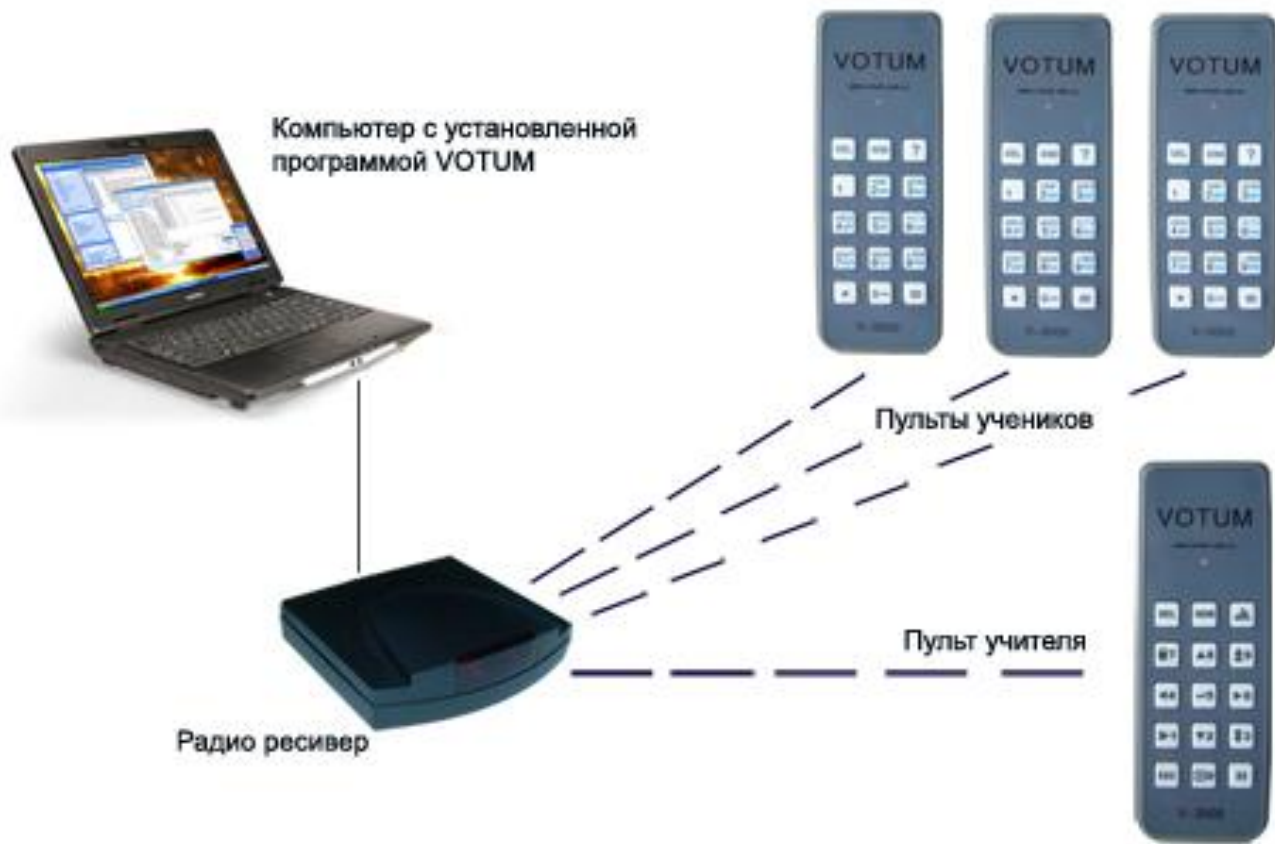 VOTUM
VOTUM
VOTUM
Компьютер с установленной
программой VOTUM
Пульты учеников
VOTUM
Пульт учителя
Радио ресивер